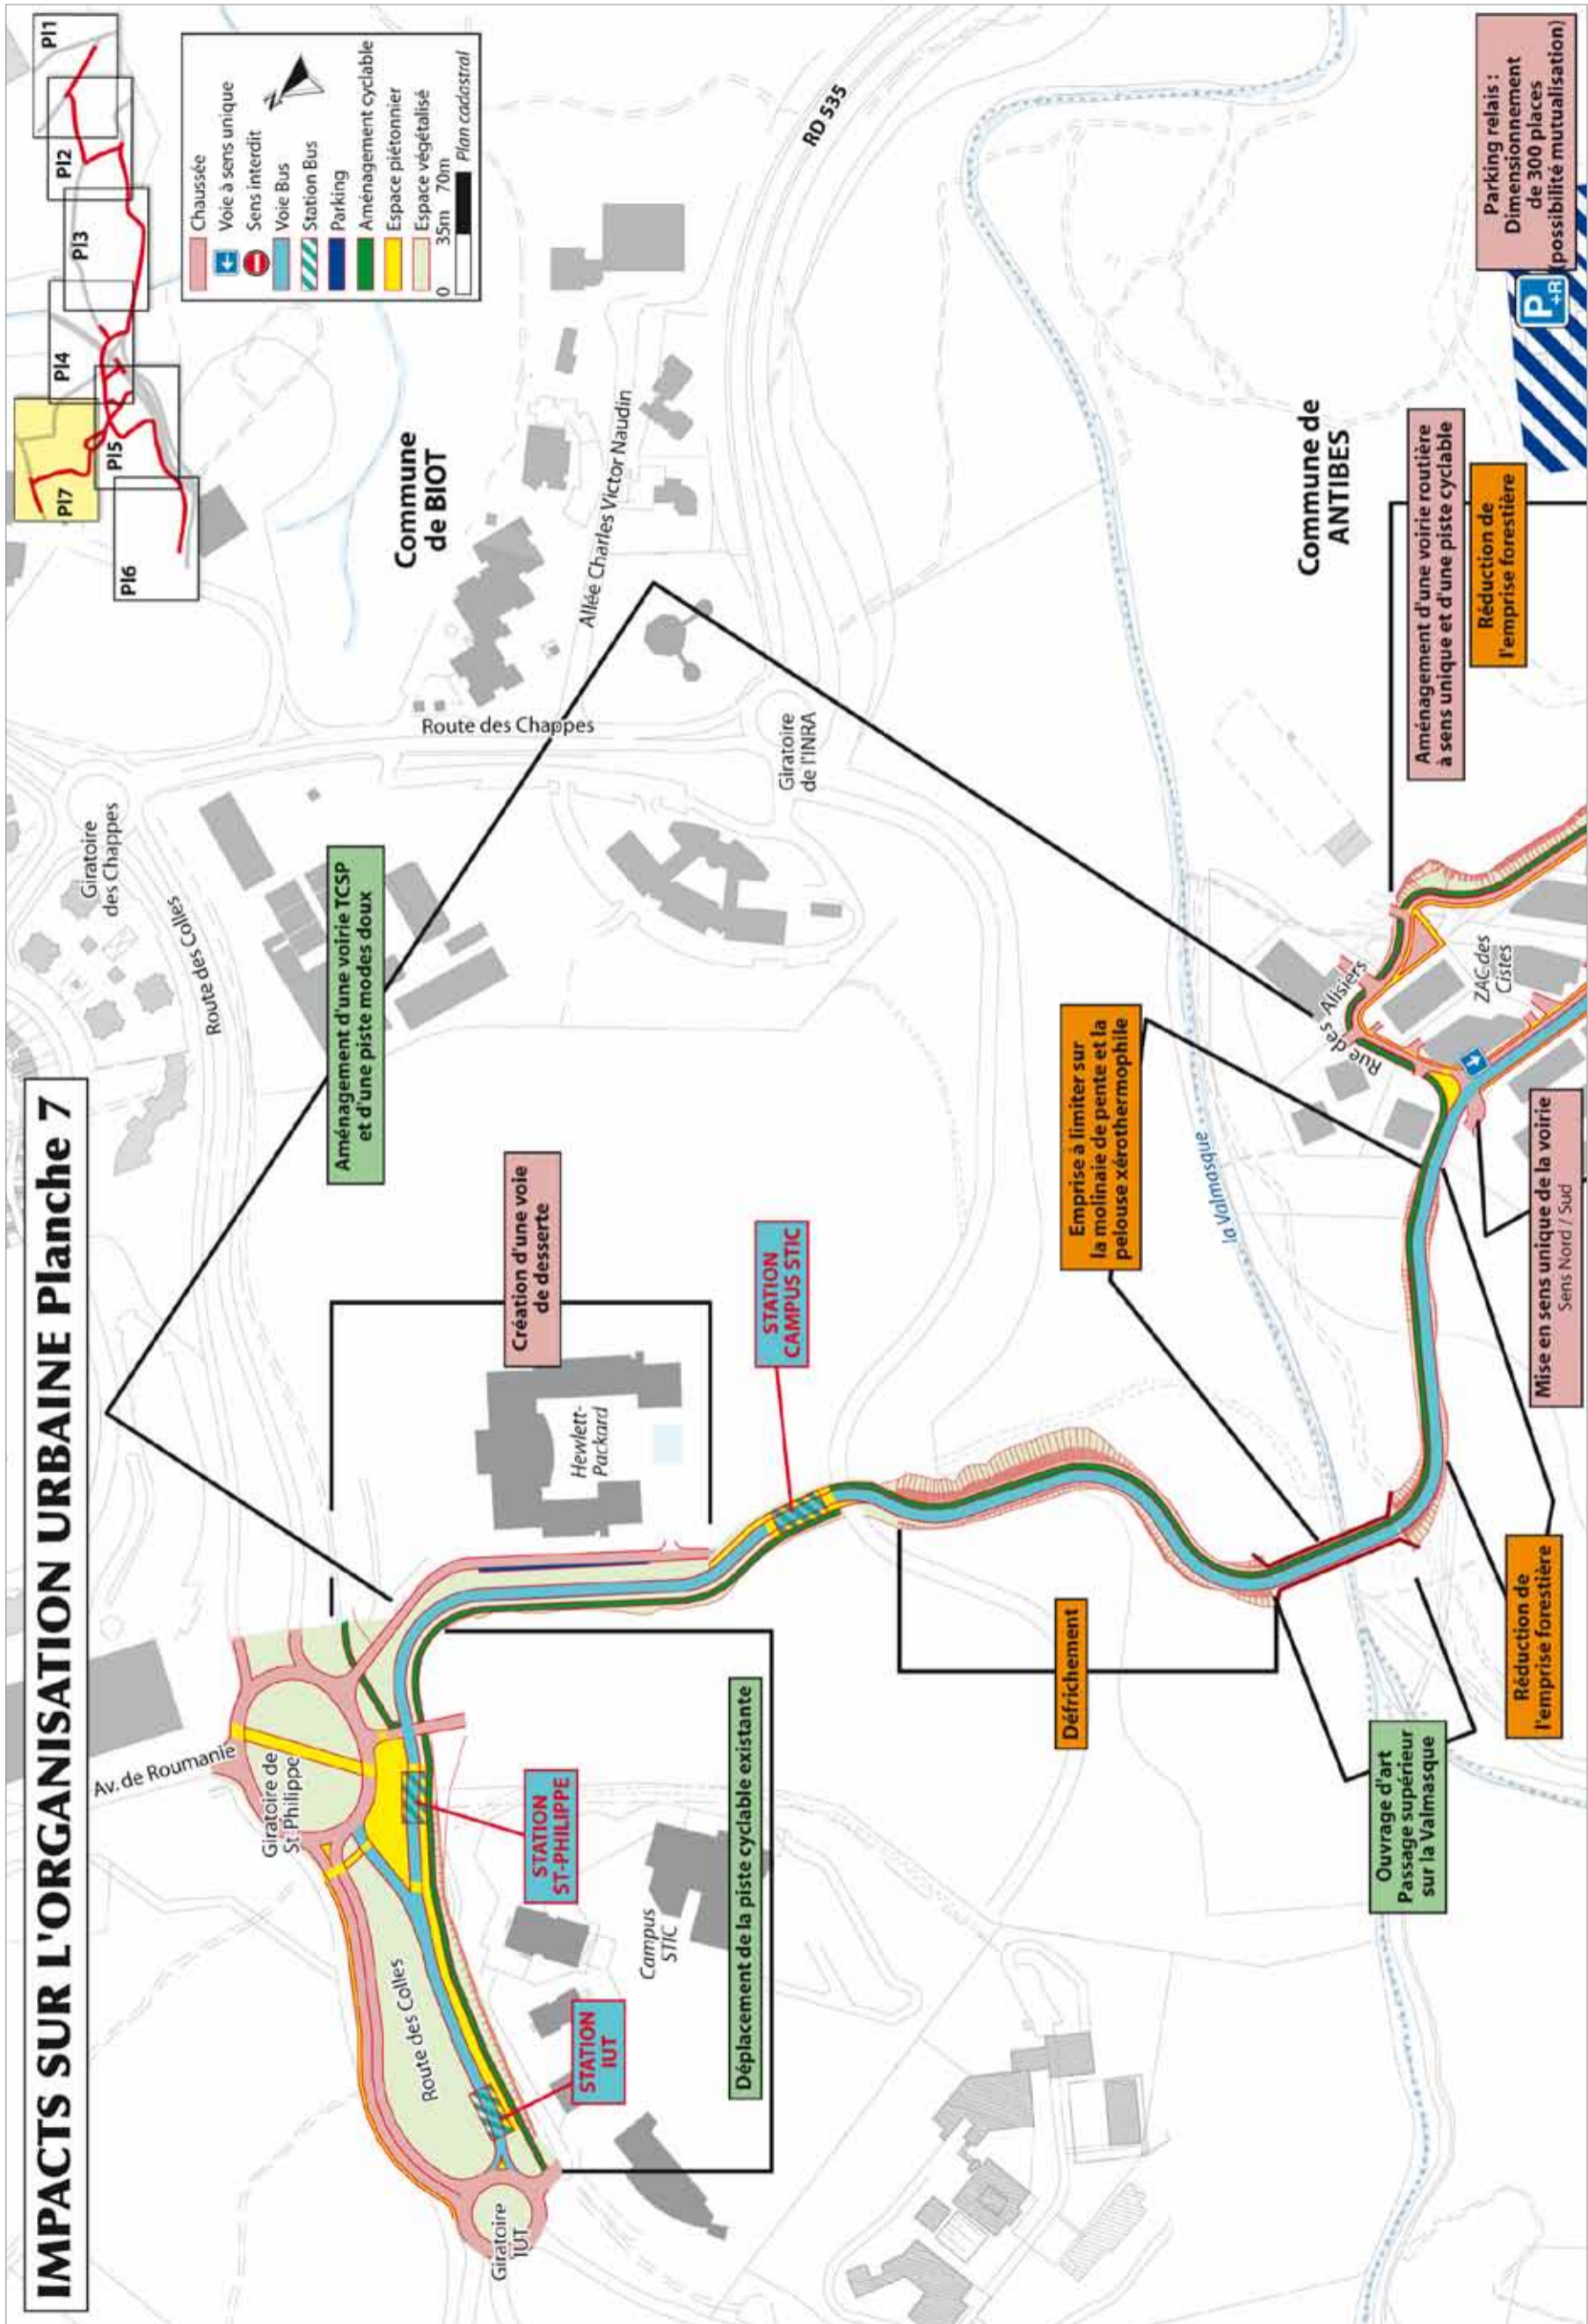 IMPACTS SUR L'ORGANISATION URBAINE Planche 7
PI1
PI2
PI3
PI4
PI5
PI6
PI7
Chaussée
Voie à sens unique
Sens interdit
Voie Bus
Station Bus
Parking
Aménagement cyclable
Espace piétonnier
Espace végétalisé
0 35m 70m
Plan cadastral
Av. de Roumanie
Giratoire de
St Philippe
Route des Colles
Giratoire
IUT
STATION
IUT
STATION
ST-PHILIPPE
Campus
STIC
Déplacement de la piste cyclable existante
Giratoire
des Chappes
Route des Colles
Aménagement d'une voirie TCSP
et d'une piste modes doux
Création d'une voie
de desserte
Hewlett-
Packard
STATION
CAMPUS STIC
Commune
de BIOT
Route des Chappes
Allée Charles Victor Naudin
Giratoire
de l'INRA
RD 535
Défrichement
Emprise à limiter sur
la molinaie de pente et la
pelouse xérothermophile
la Valmasque
Ouvrage d'art
Passage supérieur
sur la Valmasque
Réduction de
l'emprise forestière
Mise en sens unique de la voirie
Sens Nord / Sud
Rue des Alisiers
ZAC des
Cistes
Commune de
ANTIBES
Aménagement d'une voirie routière
à sens unique et d'une piste cyclable
Réduction de
l'emprise forestière
Parking relais :
Dimensionnement
de 300 places
(possibilité mutualisation)
P
+R